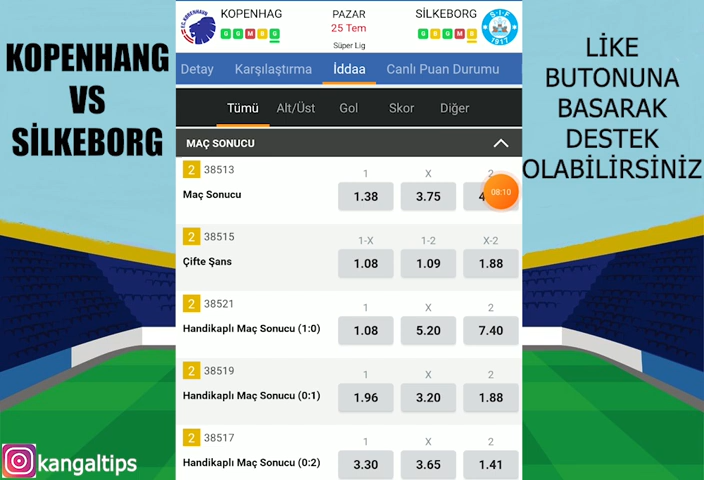 KOPENHANG
VS
SİLKEBORG
KOPENHAG
G G M B G
PAZAR
25 Tem
Süper Lig
SİLKEBORG
G B G M B
S.I.F
1917
Detay Karşılaştırma İddaa Canlı Puan Durumu
Tümü Alt/Üst Gol Skor Diğer
MAÇ SONUCU
2 38513 1 X 2
Maç Sonucu 1.38 3.75
08:10
2 38515 1-X 1-2 X-2
Çifte Şans 1.08 1.09 1.88
2 38521 1 X 2
Handikaplı Maç Sonucu (1:0) 1.08 5.20 7.40
2 38519 1 X 2
Handikaplı Maç Sonucu (0:1) 1.96 3.20 1.88
2 38517 1 X 2
Handikaplı Maç Sonucu (0:2) 3.30 3.65 1.41
LİKE
BUTONUNA
BASARAK
DESTEK
OLABİLİRSİNİZ
kangaltips